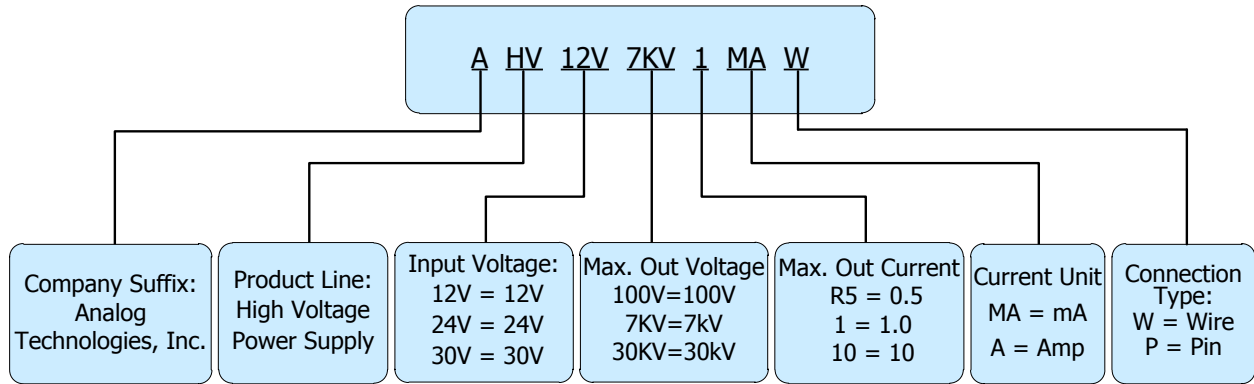 A HV 12V 7KV 1 MA W
Company Suffix:
Analog
Technologies, Inc.
Product Line:
High Voltage
Power Supply
Input Voltage:
12V = 12V
24V = 24V
30V = 30V
Max. Out Voltage
100V=100V
7KV=7kV
30KV=30kV
Max. Out Current
R5 = 0.5
1 = 1.0
10 = 10
Current Unit
MA = mA
A = Amp
Connection
Type:
W = Wire
P = Pin